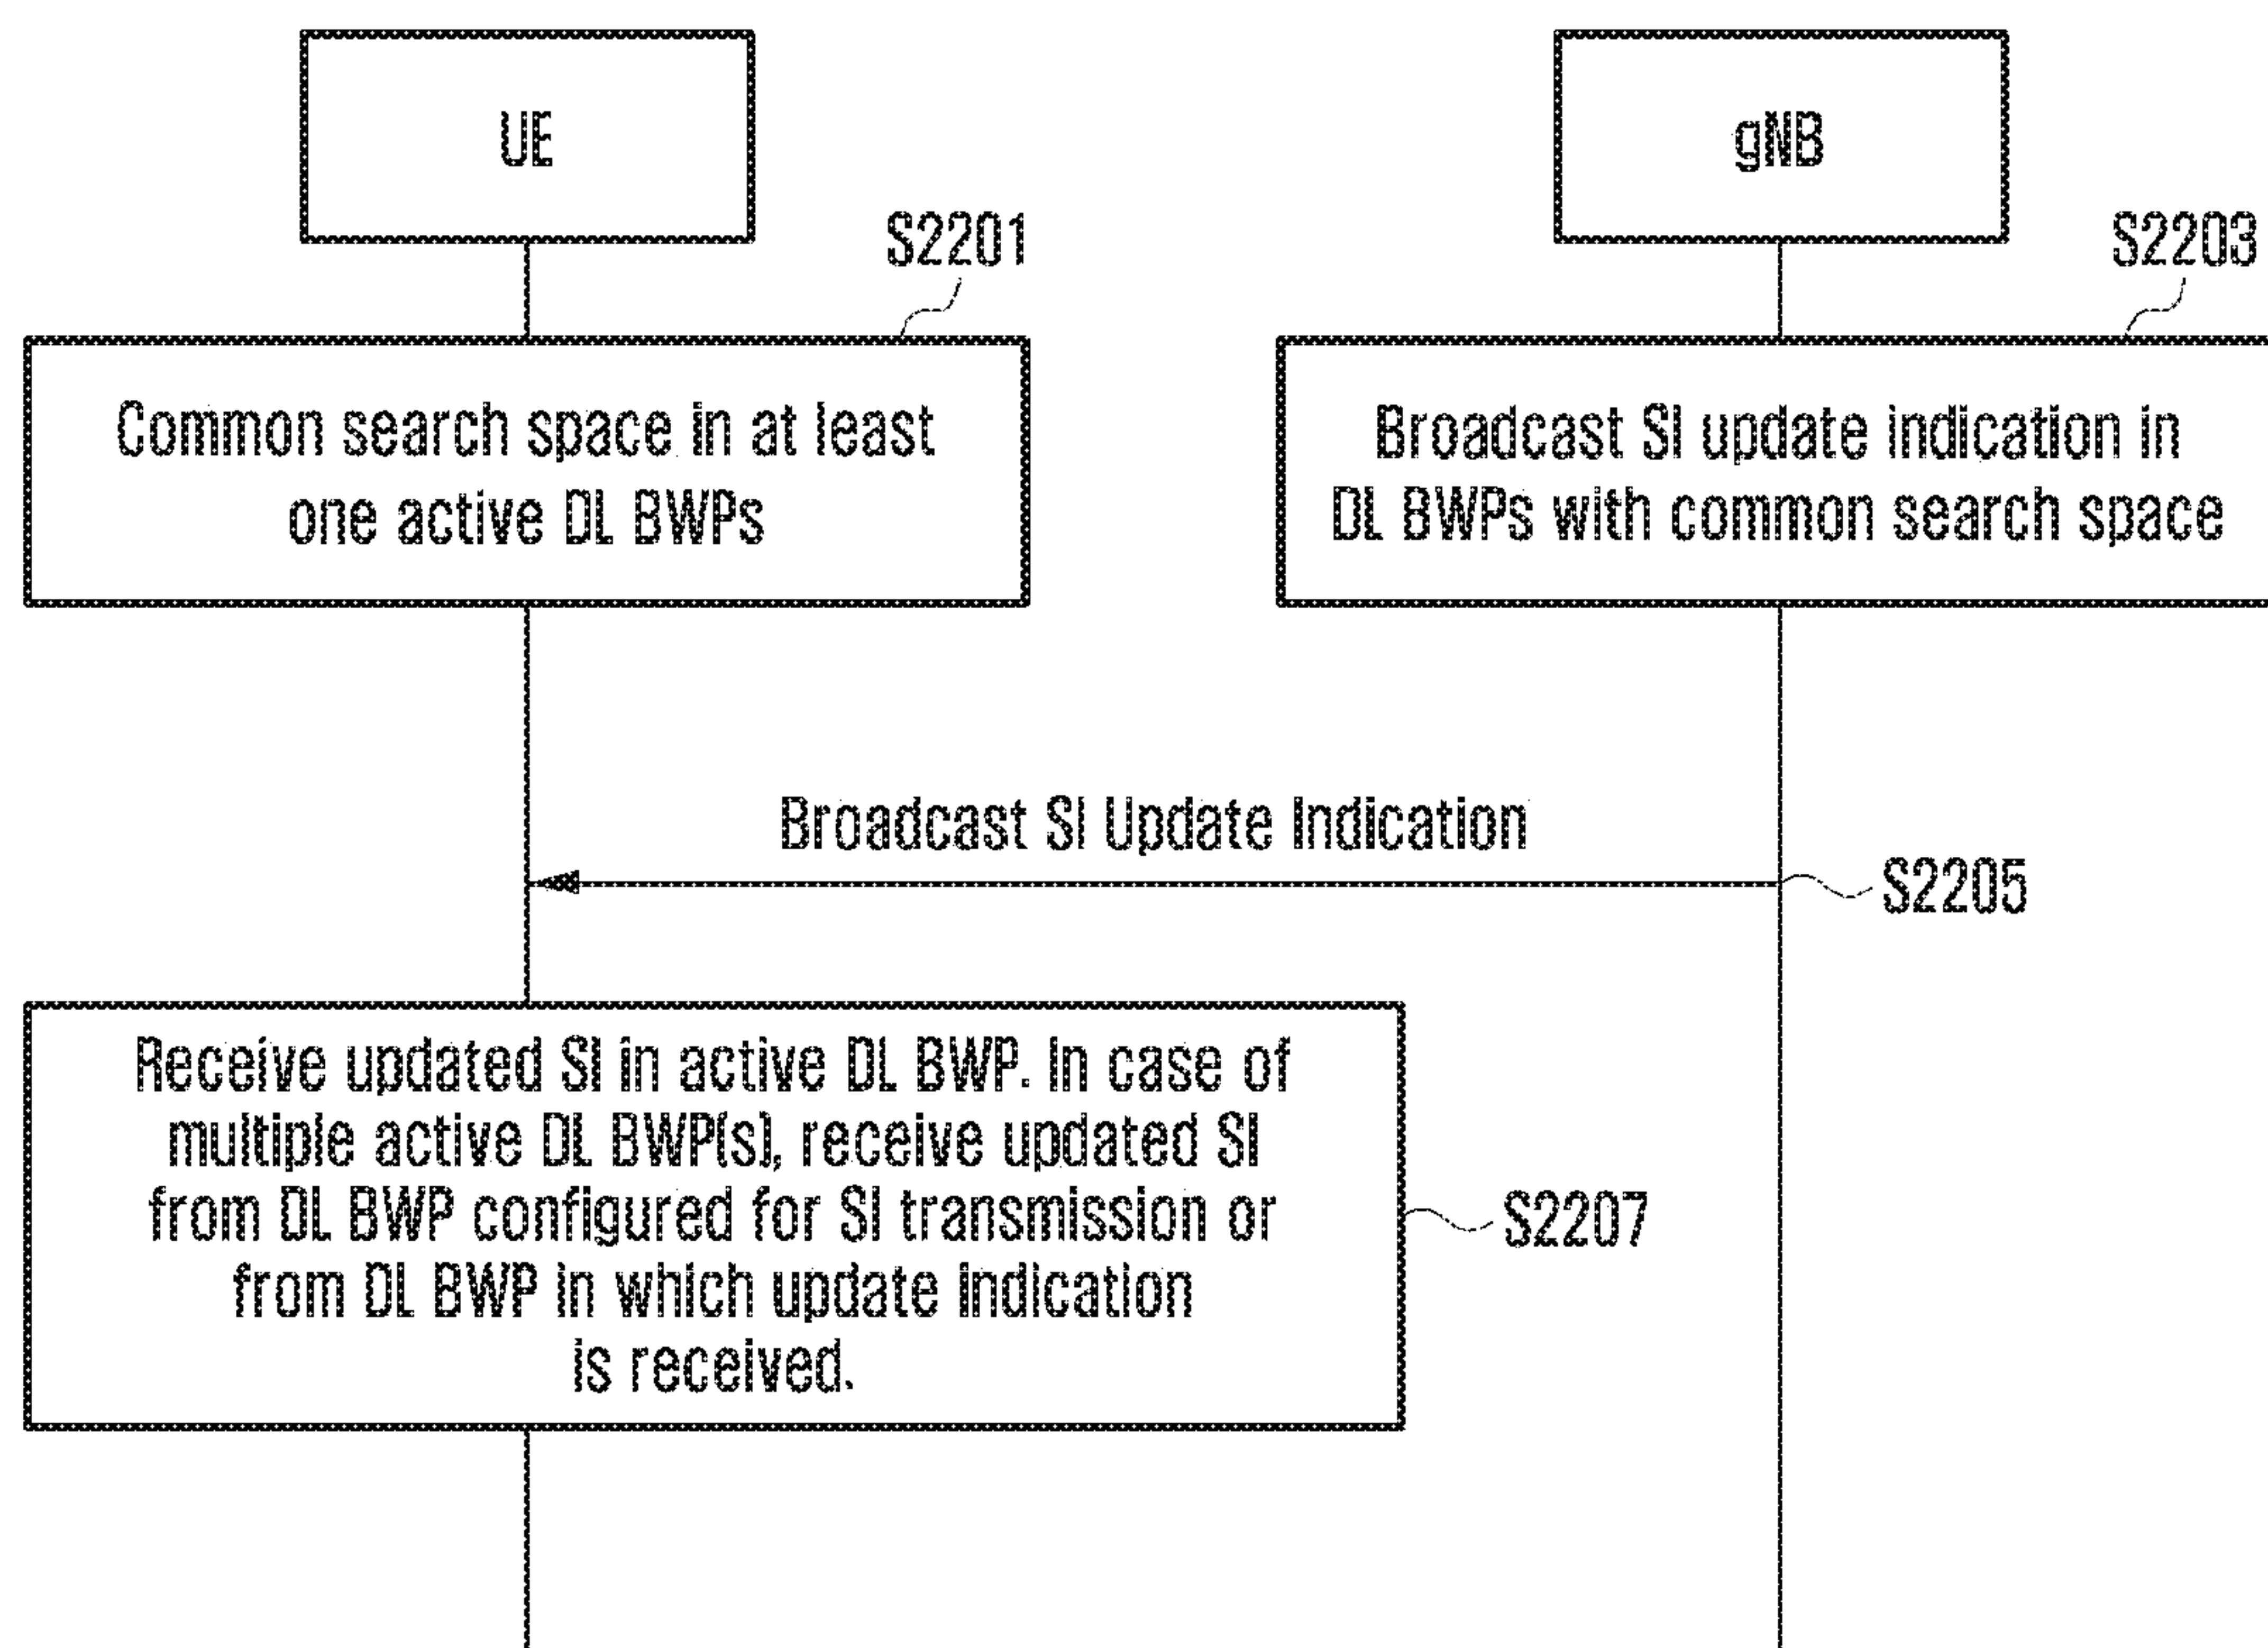 UE
gNB
S2201
S2203
Common search space in at least
one active DL BWPs
Broadcast SI update indication in
DL BWPs with common search space
Broadcast SI Update Indication
S2205
Receive updated SI in active DL BWP. In case of
multiple active DL BWP(s), receive updated SI
from DL BWP configured for SI transmission or
from DL BWP in which update indication
is received.
S2207